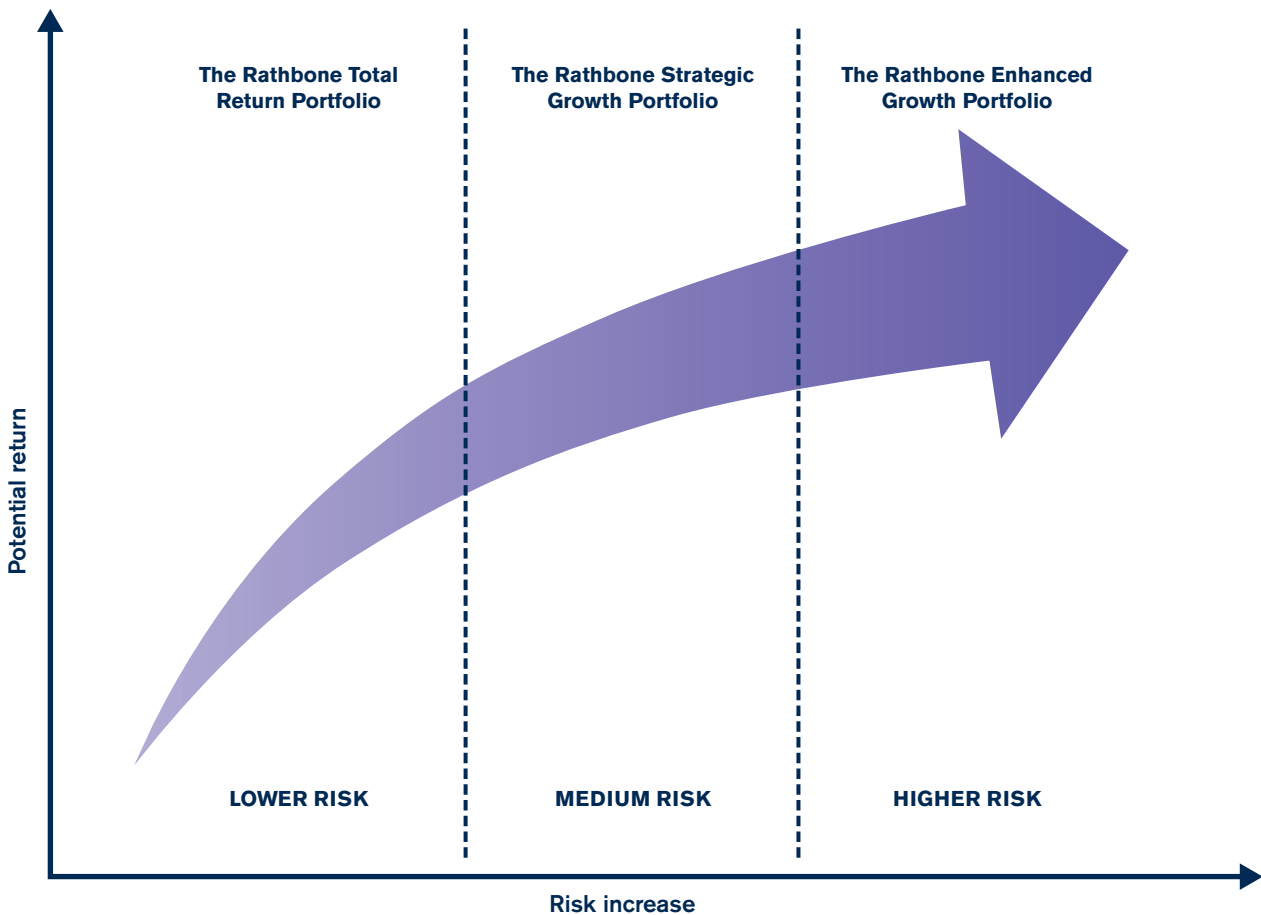 The Rathbone Total
Return Portfolio
The Rathbone Strategic
Growth Portfolio
The Rathbone Enhanced
Growth Portfolio
Potential return
LOWER RISK
MEDIUM RISK
HIGHER RISK
Risk increase